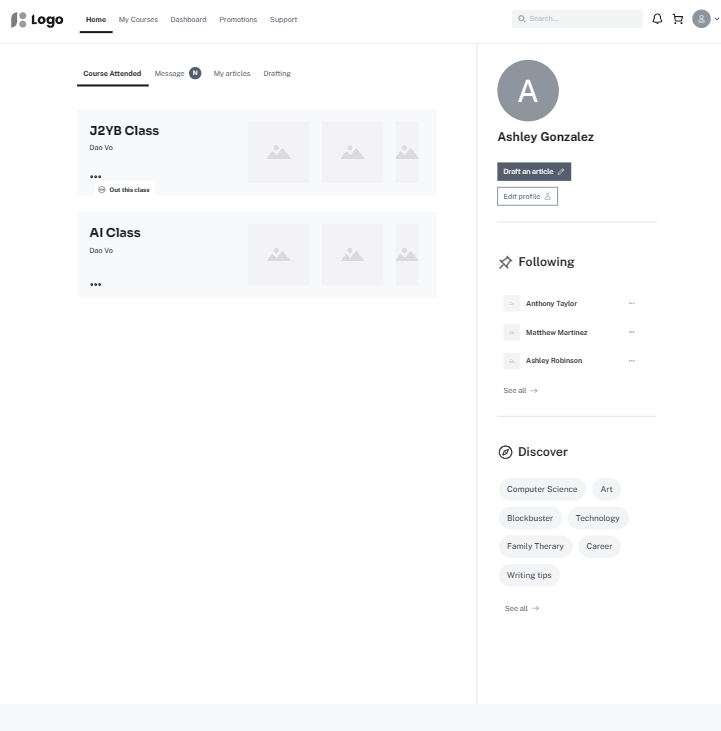 Logo
Home My Courses Dashboard Promotions Support
Search...
Course Attended Message N My articles Drafting
J2YB Class
Dao Vo
Out this class
AI Class
Dao Vo
A
Ashley Gonzalez
Draft an article
Edit profile
Following
Anthony Taylor
Matthew Martinez
Ashley Robinson
See all
Discover
Computer Science Art
Blockbuster Technology
Family Therary Career
Writing tips
See all